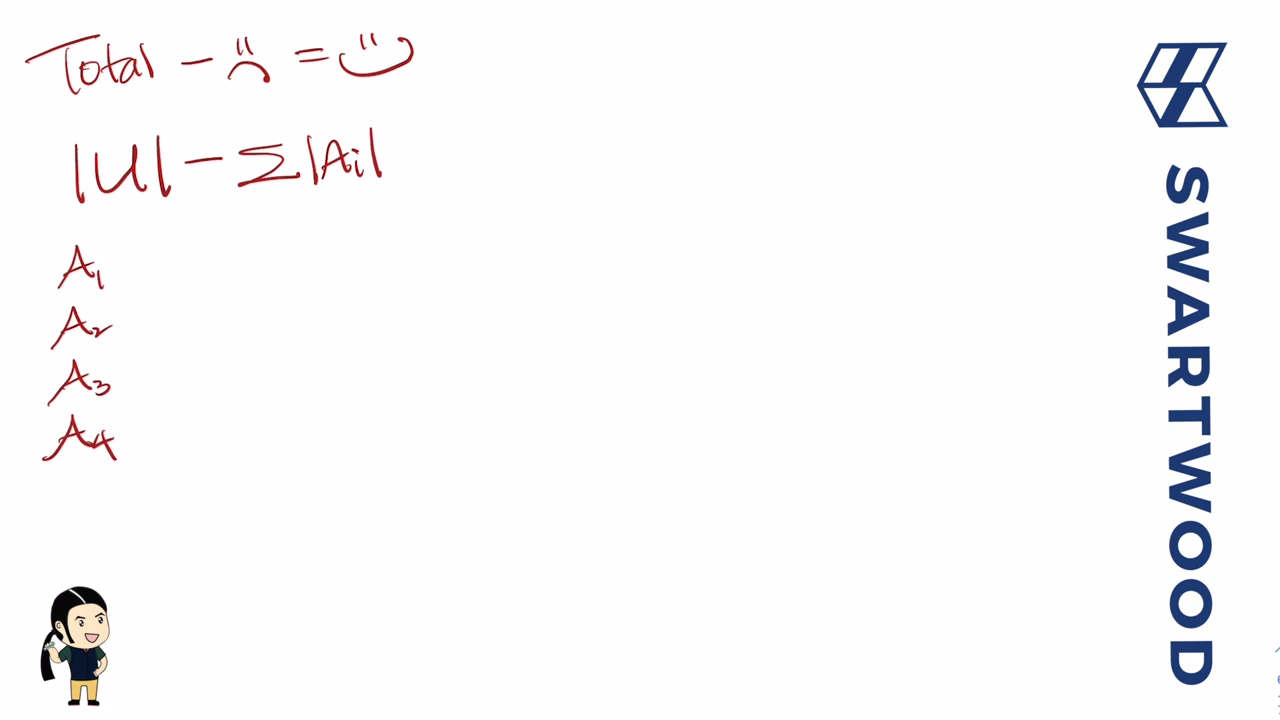 Total - ☹ = ☺
|U| - Σ|Ai|
A1
A2
A3
A4
SWARTWOOD